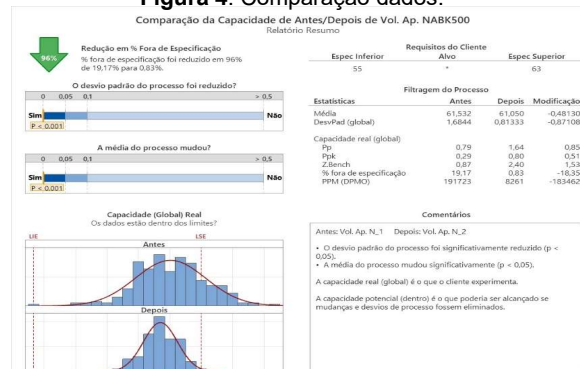 Figura 4. Comparação dados.
Comparação da Capacidade de Antes/Depois de Vol. Ap. NABK500
Relatório Resumo
96%
Redução em % Fora de Especificação
% fora de especificação foi reduzido em 96%
de 19,17% para 0,83%.
O desvio padrão do processo foi reduzido?
0 0,05 0,1 > 0,5
Sim Não
P < 0,001
A média do processo mudou?
0 0,05 0,1 > 0,5
Sim Não
P < 0,001
Requisitos do Cliente
Espec Inferior Alvo Espec Superior
55 * 63
Filtragem do Processo
Estatísticas Antes Depois Modificação
Média 61,532 61,050 -0,48130
DesvPad (global) 1,6844 0,81333 -0,87108
Capacidade real (global)
Pp 0,79 1,64 0,85
Ppk 0,29 0,80 0,51
Z.Bench 0,87 2,40 1,53
% fora de especificação 19,17 0,83 -18,35
PPM (DPMO) 191723 8261 -183462
Capacidade (Global) Real
Os dados estão dentro dos limites?
LIE LSE
Antes
Depois
Comentários
Antes: Vol. Ap. N_1 Depois: Vol. Ap. N_2
• O desvio padrão do processo foi significativamente reduzido (p <
0,05).
• A média do processo mudou significativamente (p < 0,05).
A capacidade real (global) é o que o cliente experimenta.
A capacidade potencial (dentro) é o que poderia ser alcançado se
mudanças e desvios de processo fossem eliminados.